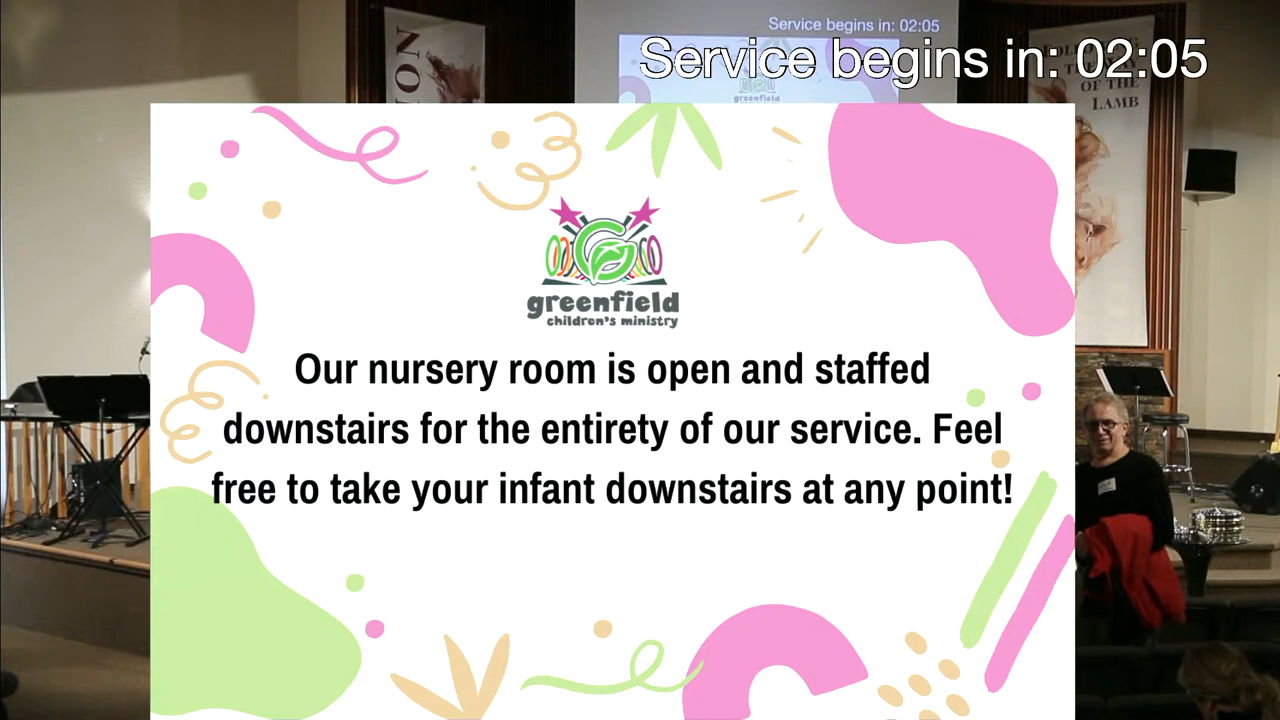 Service begins in: 02:05
Service begins in: 02:05
ION
OF THE
LAMB
greenfield
greenfield
children's ministry
Our nursery room is open and staffed
downstairs for the entirety of our service. Feel
free to take your infant downstairs at any point!